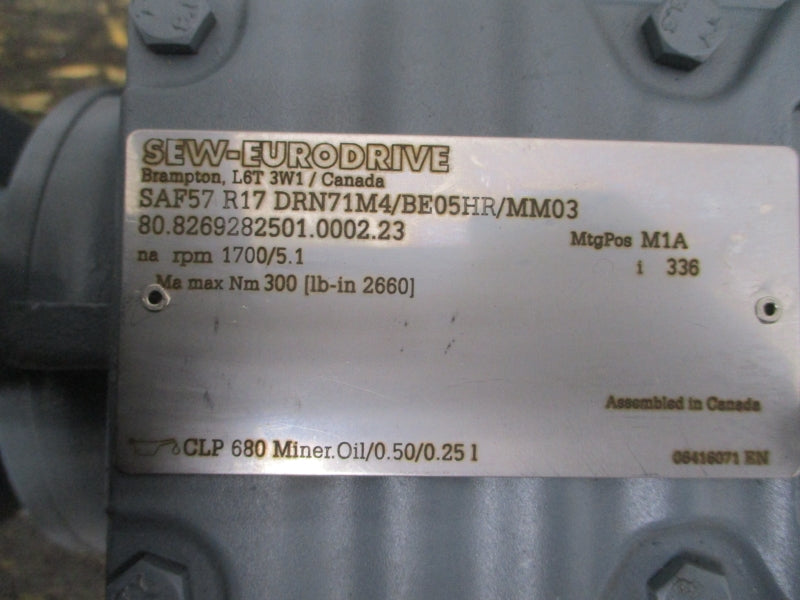 SEW-EURODRIVE
Brampton, L6T 3W1 / Canada
SAF57 R17 DRN71M4/BE05HR/MM03
80.8269282501.0002.23
MtgPos M1A
na rpm 1700/5.1
i 336
Ma max Nm 300 [lb-in 2660]
Assembled in Canada
CLP 680 Miner.Oil/0.50/0.25 l
06416071 EN